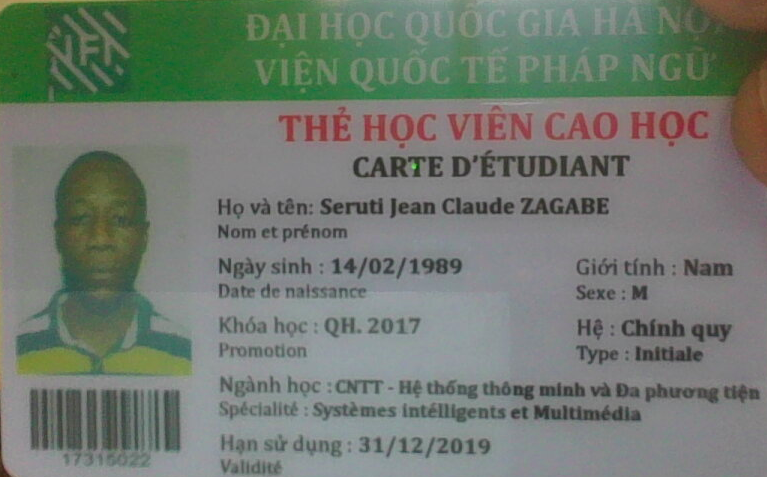 ĐẠI HỌC QUỐC GIA HÀ NỘI
VIỆN QUỐC TẾ PHÁP NGỮ
THẺ HỌC VIÊN CAO HỌC
CARTE D'ÉTUDIANT
Họ và tên: Seruti Jean Claude ZAGABE
Nom et prénom
Ngày sinh : 14/02/1989 Giới tính : Nam
Date de naissance Sexe : M
Khóa học : QH. 2017 Hệ : Chính quy
Promotion Type : Initiale
Ngành học : CNTT - Hệ thống thông minh và Đa phương tiện
Spécialité : Systèmes intélligents et Multimédia
Hạn sử dụng : 31/12/2019
Validité
17316022